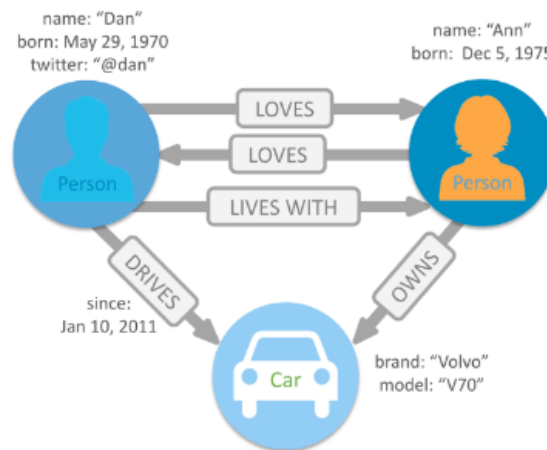 name: “Dan”
born: May 29, 1970
twitter: “@dan”
name: “Ann”
born: Dec 5, 1975
LOVES
LOVES
Person
Person
LIVES WITH
DRIVES
OWNS
since:
Jan 10, 2011
Car
brand: “Volvo”
model: “V70”